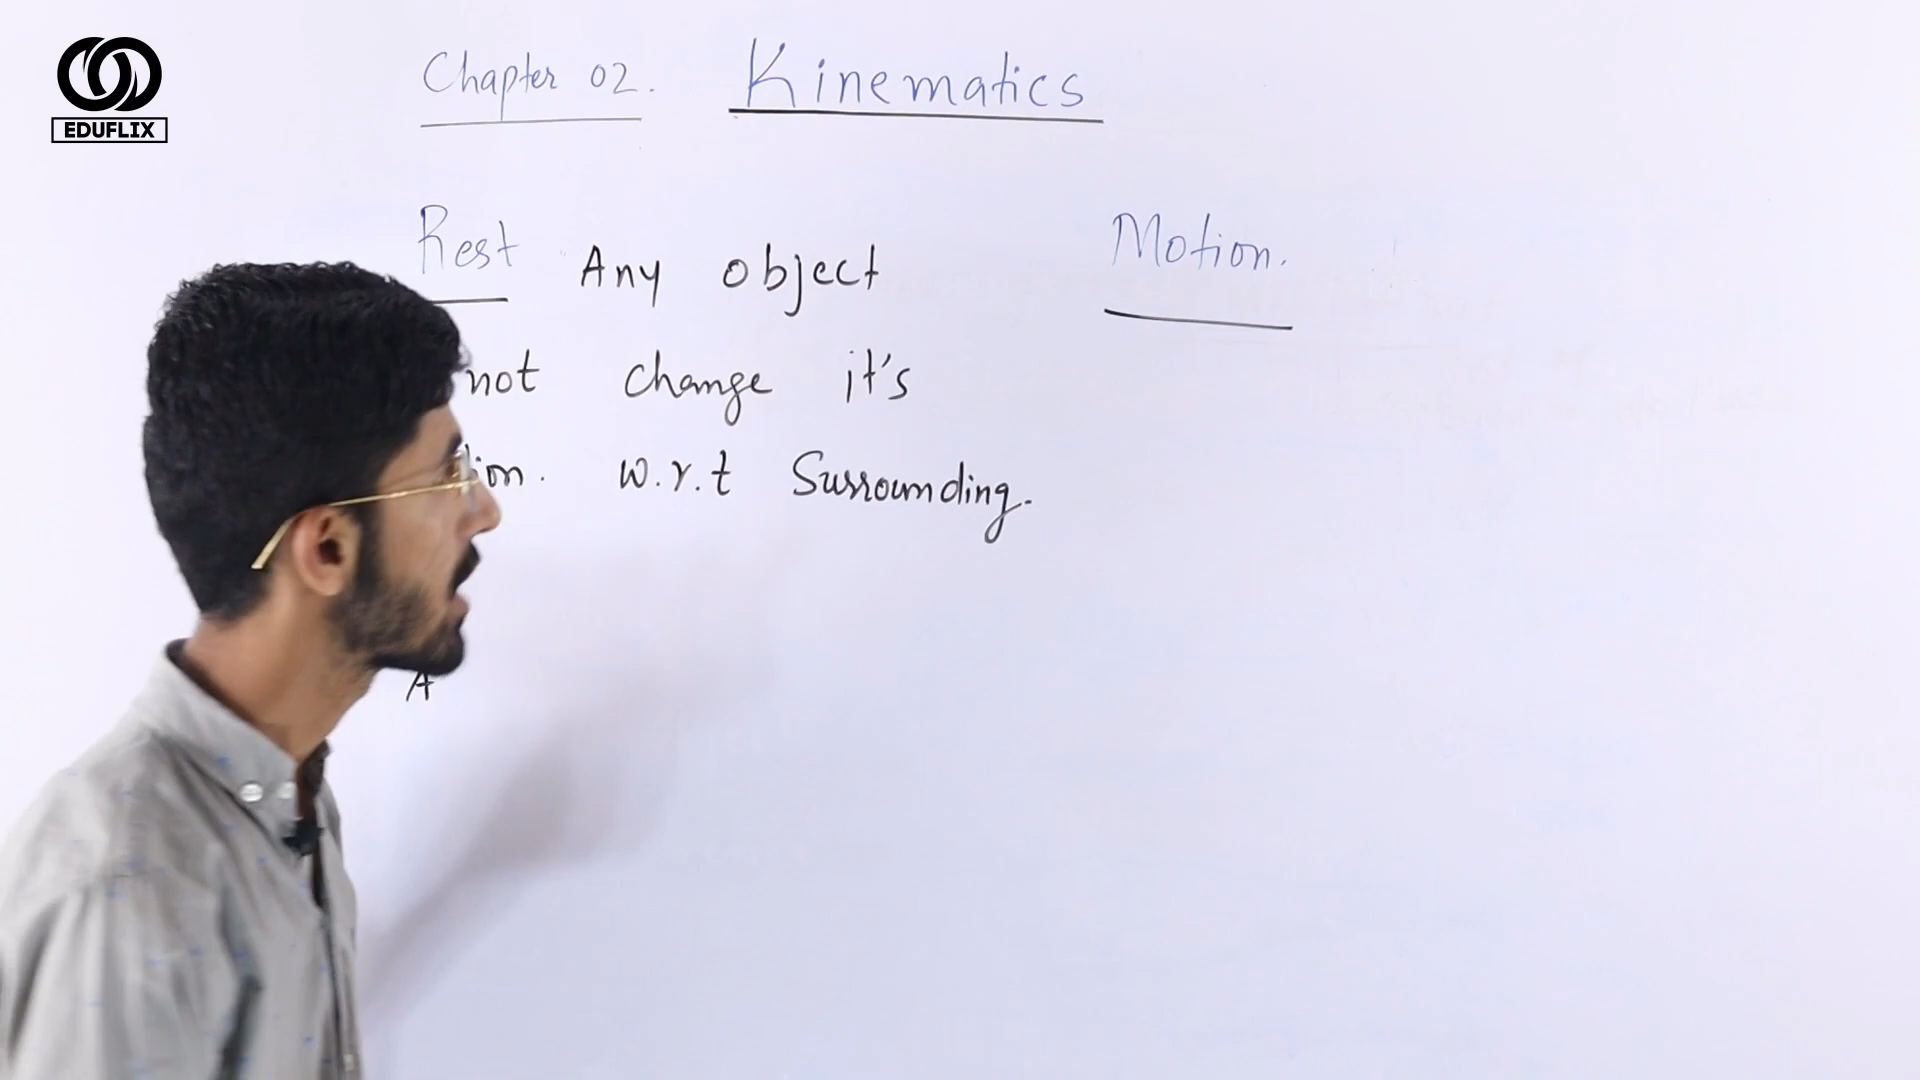 EDUFLIX
Chapter 02. Kinematics
Rest Any object
not change it's
w.r.t Surrounding.
Motion.
A